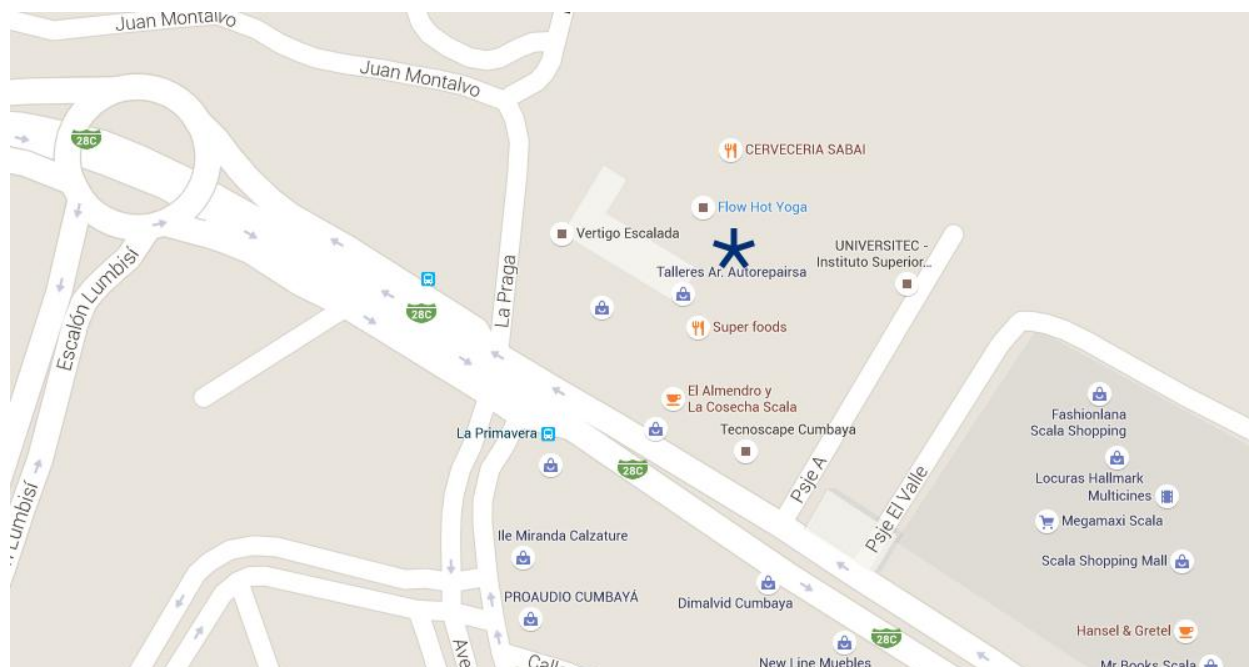 Juan Montalvo
Juan Montalvo
28C
CERVECERIA SABAI
Flow Hot Yoga
Vertigo Escalada
UNIVERSITEC -
Instituto Superior...
Talleres Ar. Autorepairsa
Escalón Lumbisí
La Praga
28C
Super foods
El Almendro y
La Cosecha Scala
Fashionlana
Scala Shopping
La Primavera
Tecnoscape Cumbaya
28C
Psje A
Psje El Valle
Locuras Hallmark
Multicines
Lumbisí
Megamaxi Scala
Ile Miranda Calzature
Scala Shopping Mall
PROAUDIO CUMBAYÁ
Dimalvid Cumbaya
Hansel & Gretel
28C
Ave
Calle
New Line Muebles
Mr Books Scala